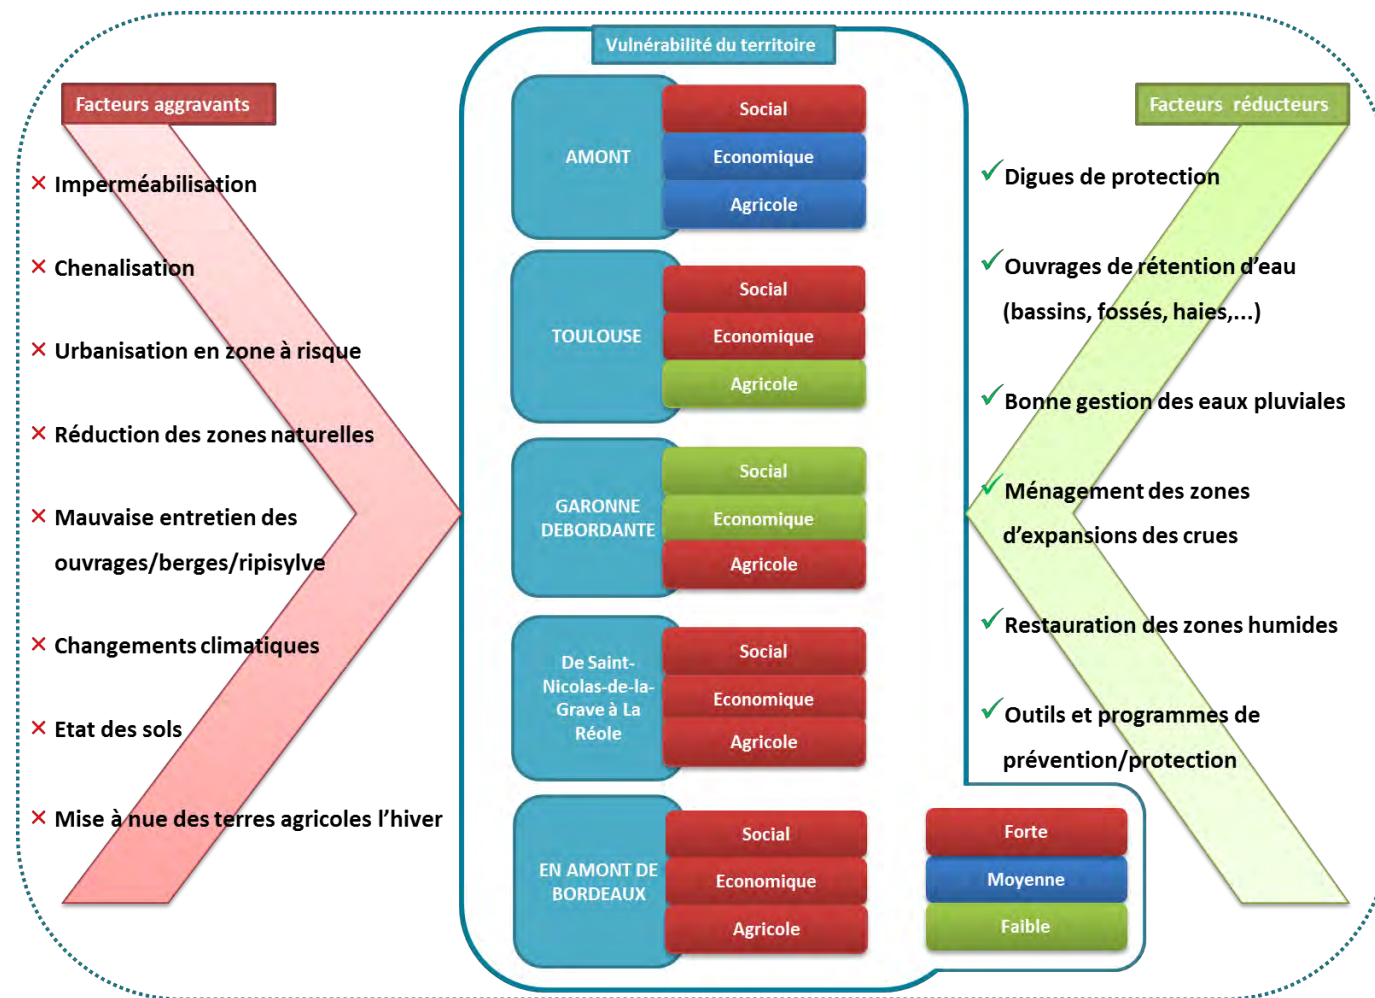 Vulnérabilité du territoire
Facteurs aggravants
Imperméabilisation
Chenalisation
Urbanisation en zone à risque
Réduction des zones naturelles
Mauvaise entretien des
ouvrages/berges/ripisylve
Changements climatiques
Etat des sols
Mise à nue des terres agricoles l'hiver
AMONT
Social
Economique
Agricole
TOULOUSE
Social
Economique
Agricole
GARONNE
DEBORDANTE
Social
Economique
Agricole
De Saint-
Nicolas-de-la-
Grave à La
Réole
Social
Economique
Agricole
EN AMONT DE
BORDEAUX
Social
Economique
Agricole
Facteurs réducteurs
Digues de protection
Ouvrages de rétention d'eau
(bassins, fossés, haies,...)
Bonne gestion des eaux pluviales
Ménagement des zones
d'expansions des crues
Restauration des zones humides
Outils et programmes de
prévention/protection
Forte
Moyenne
Faible